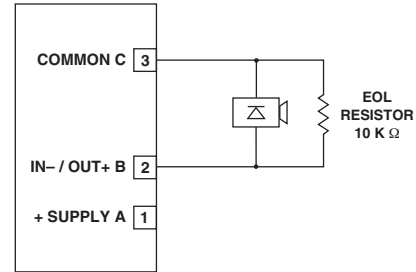 COMMON C 3
EOL
RESISTOR
10 K Ω
IN– / OUT+ B 2
+ SUPPLY A 1